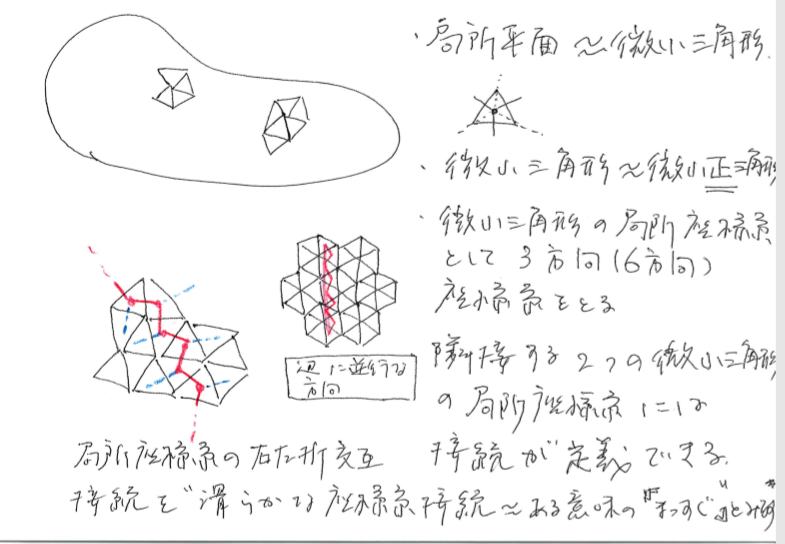 ・局所平面 ≈ 微小三角形
・微小三角形 ≈ 微小正三角形
・微小三角形の局所座標系
として 3方向(6方向)
座標系をとる
隣接する2つの微小三角形
の局所座標系には
接続が定義できる.
辺に並行な
方向
局所座標系の右左折交互
接続を"滑らかな座標系接続 ≈ ある意味の"まっすぐ"